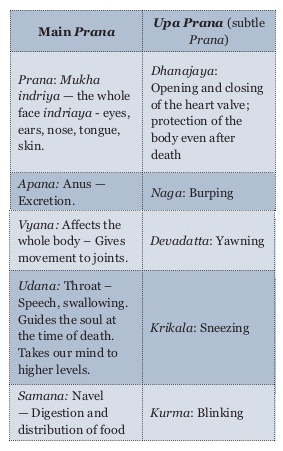 Main Prana
Upa Prana (subtle
Prana)
Prana: Mukha
indriya — the whole
face indriaya - eyes,
ears, nose, tongue,
skin.
Dhanajaya:
Opening and closing
of the heart valve;
protection of the
body even after
death
Apana: Anus —
Excretion.
Naga: Burping
Vyana: Affects the
whole body – Gives
movement to joints.
Devadatta: Yawning
Udana: Throat –
Speech, swallowing.
Guides the soul at
the time of death.
Takes our mind to
higher levels.
Krikala: Sneezing
Samana: Navel
— Digestion and
distribution of food
Kurma: Blinking